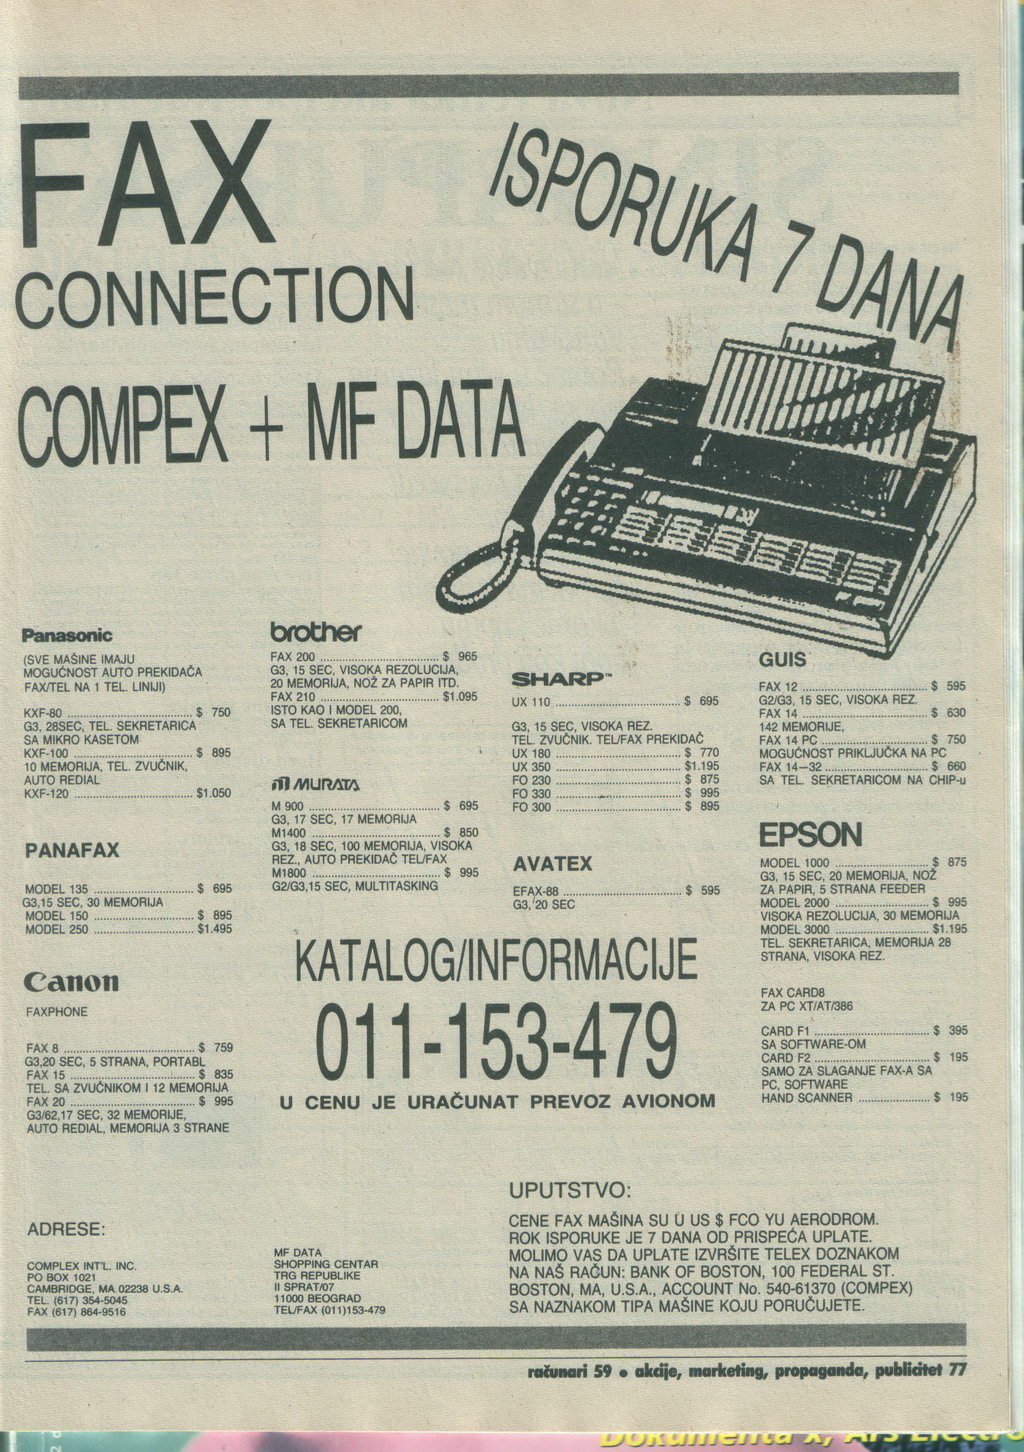 FAX
CONNECTION
ISPORUKA 7 DANA
COMPEX + MF DATA
Panasonic
(SVE MAŠINE IMAJU
MOGUĆNOST AUTO PREKIDAČA
FAX/TEL NA 1 TEL. LINIJI)
KXF-80 ........ $ 750
G3, 28SEC, TEL. SEKRETARICA
SA MIKRO KASETOM
KXF-100 ........ $ 895
10 MEMORIJA, TEL. ZVUČNIK,
AUTO REDIAL
KXF-120 ........ $1.050
PANAFAX
MODEL 135 ........ $ 695
G3,15 SEC, 30 MEMORIJA
MODEL 150 ........ $ 895
MODEL 250 ........ $1.495
Canon
FAXPHONE
FAX 8 ........ $ 759
G3,20 SEC, 5 STRANA, PORTABL
FAX 15 ........ $ 835
TEL. SA ZVUČNIKOM I 12 MEMORIJA
FAX 20 ........ $ 995
G3/62,17 SEC, 32 MEMORIJE,
AUTO REDIAL, MEMORIJA 3 STRANE
brother
FAX 200 ........ $ 965
G3, 15 SEC, VISOKA REZOLUCIJA,
20 MEMORIJA, NOŽ ZA PAPIR ITD.
FAX 210 ........ $1.095
ISTO KAO I MODEL 200,
SA TEL. SEKRETARICOM
MURATA
M 900 ........ $ 695
G3, 17 SEC, 17 MEMORIJA
M1400 ........ $ 850
G3, 18 SEC, 100 MEMORIJA, VISOKA
REZ., AUTO PREKIDAČ TEL/FAX
M1800 ........ $ 995
G2/G3,15 SEC, MULTITASKING
SHARP™
UX 110 ........ $ 695
G3, 15 SEC, VISOKA REZ.
TEL. ZVUČNIK. TEL/FAX PREKIDAČ
UX 180 ........ $ 770
UX 350 ........ $1.195
FO 230 ........ $ 875
FO 330 ........ $ 995
FO 300 ........ $ 895
AVATEX
EFAX-88 ........ $ 595
G3, 20 SEC
GUIS
FAX 12 ........ $ 595
G2/G3, 15 SEC, VISOKA REZ.
FAX 14 ........ $ 630
142 MEMORIJE,
FAX 14 PC ........ $ 750
MOGUĆNOST PRIKLJUČKA NA PC
FAX 14–32 ........ $ 660
SA TEL. SEKRETARICOM NA CHIP-u
EPSON
MODEL 1000 ........ $ 875
G3, 15 SEC, 20 MEMORIJA, NOŽ
ZA PAPIR, 5 STRANA FEEDER
MODEL 2000 ........ $ 995
VISOKA REZOLUCIJA, 30 MEMORIJA
MODEL 3000 ........ $1.195
TEL. SEKRETARICA, MEMORIJA 28
STRANA, VISOKA REZ.
FAX CARD8
ZA PC XT/AT/386
CARD F1 ........ $ 395
SA SOFTWARE-OM
CARD F2 ........ $ 195
SAMO ZA SLAGANJE FAX-A SA
PC, SOFTWARE
HAND SCANNER ........ $ 195
KATALOG/INFORMACIJE
011-153-479
U CENU JE URAČUNAT PREVOZ AVIONOM
ADRESE:
COMPLEX INT'L. INC.
PO BOX 1021
CAMBRIDGE, MA 02238 U.S.A.
TEL. (617) 354-5045
FAX (617) 864-9516
MF DATA
SHOPPING CENTAR
TRG REPUBLIKE
II SPRAT/07
11000 BEOGRAD
TEL/FAX (011)153-479
UPUTSTVO:
CENE FAX MAŠINA SU U US $ FCO YU AERODROM.
ROK ISPORUKE JE 7 DANA OD PRISPEĆA UPLATE.
MOLIMO VAS DA UPLATE IZVRŠITE TELEX DOZNAKOM
NA NAŠ RAČUN: BANK OF BOSTON, 100 FEDERAL ST.
BOSTON, MA, U.S.A., ACCOUNT No. 540-61370 (COMPEX)
SA NAZNAKOM TIPA MAŠINE KOJU PORUČUJETE.
računari 59 • akcije, marketing, propaganda, publicitet 77
Dokumenta x, Ars Electro